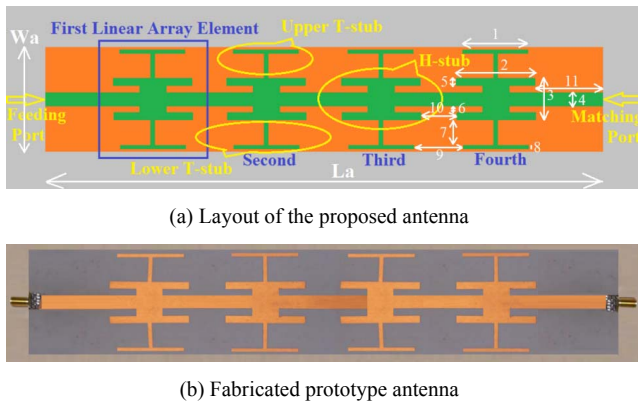 Wa
First Linear Array Element
Upper T-stub
H-stub
1
2
5
3
11
4
10
6
7
9
8
Feeding Port
Matching Port
Lower T-stub
Second
Third
Fourth
La
(a) Layout of the proposed antenna
(b) Fabricated prototype antenna